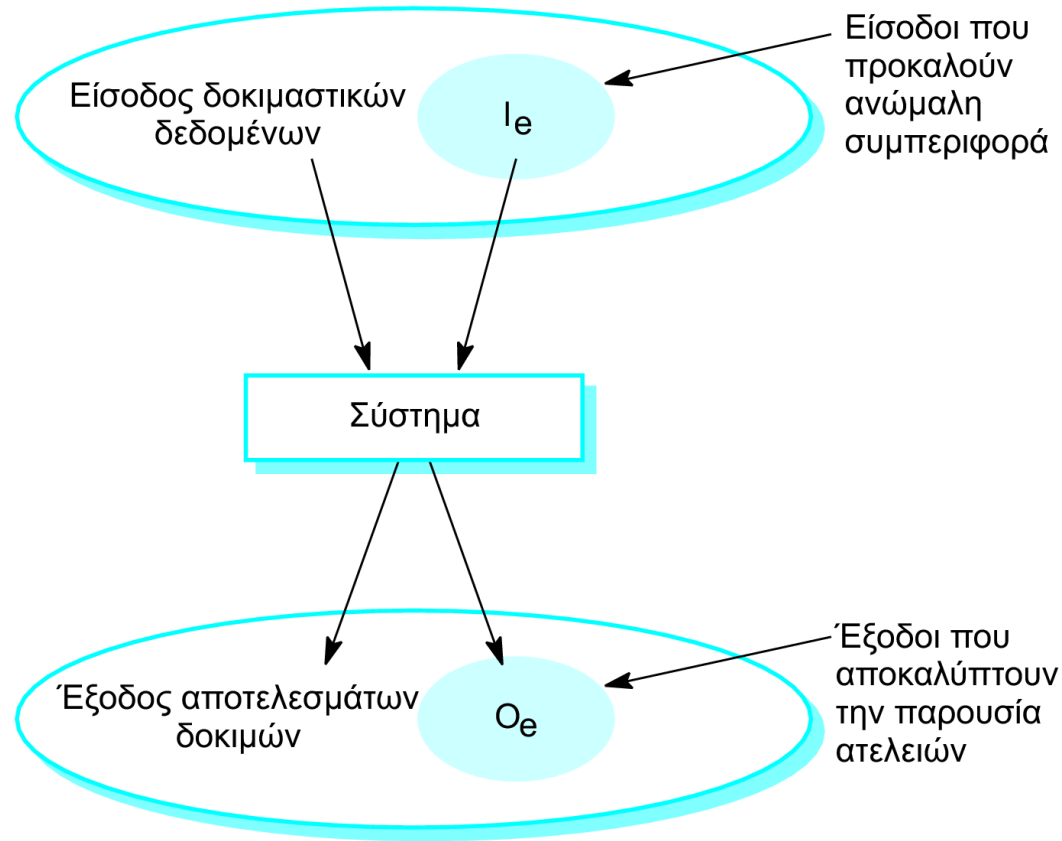 Είσοδοι που
προκαλούν
ανώμαλη
συμπεριφορά
Είσοδος δοκιμαστικών
δεδομένων
Ie
Σύστημα
Έξοδοι που
αποκαλύπτουν
την παρουσία
ατελειών
Έξοδος αποτελεσμάτων
δοκιμών
Oe